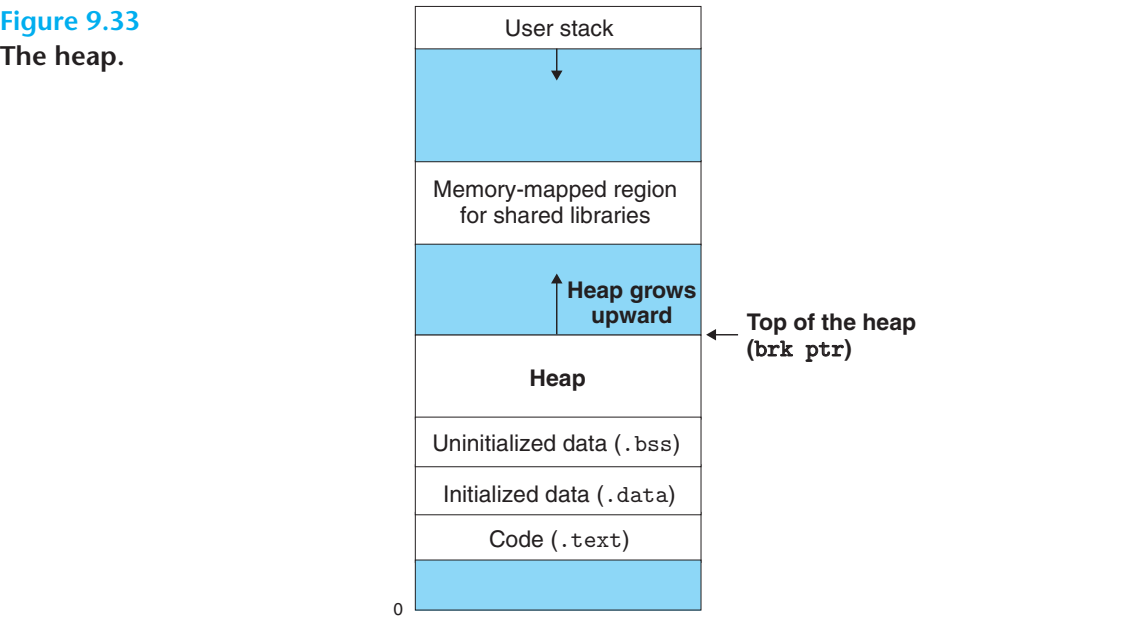 Figure 9.33
The heap.
User stack
Memory-mapped region
for shared libraries
Heap grows
upward
Top of the heap
(brk ptr)
Heap
Uninitialized data (.bss)
Initialized data (.data)
Code (.text)
0